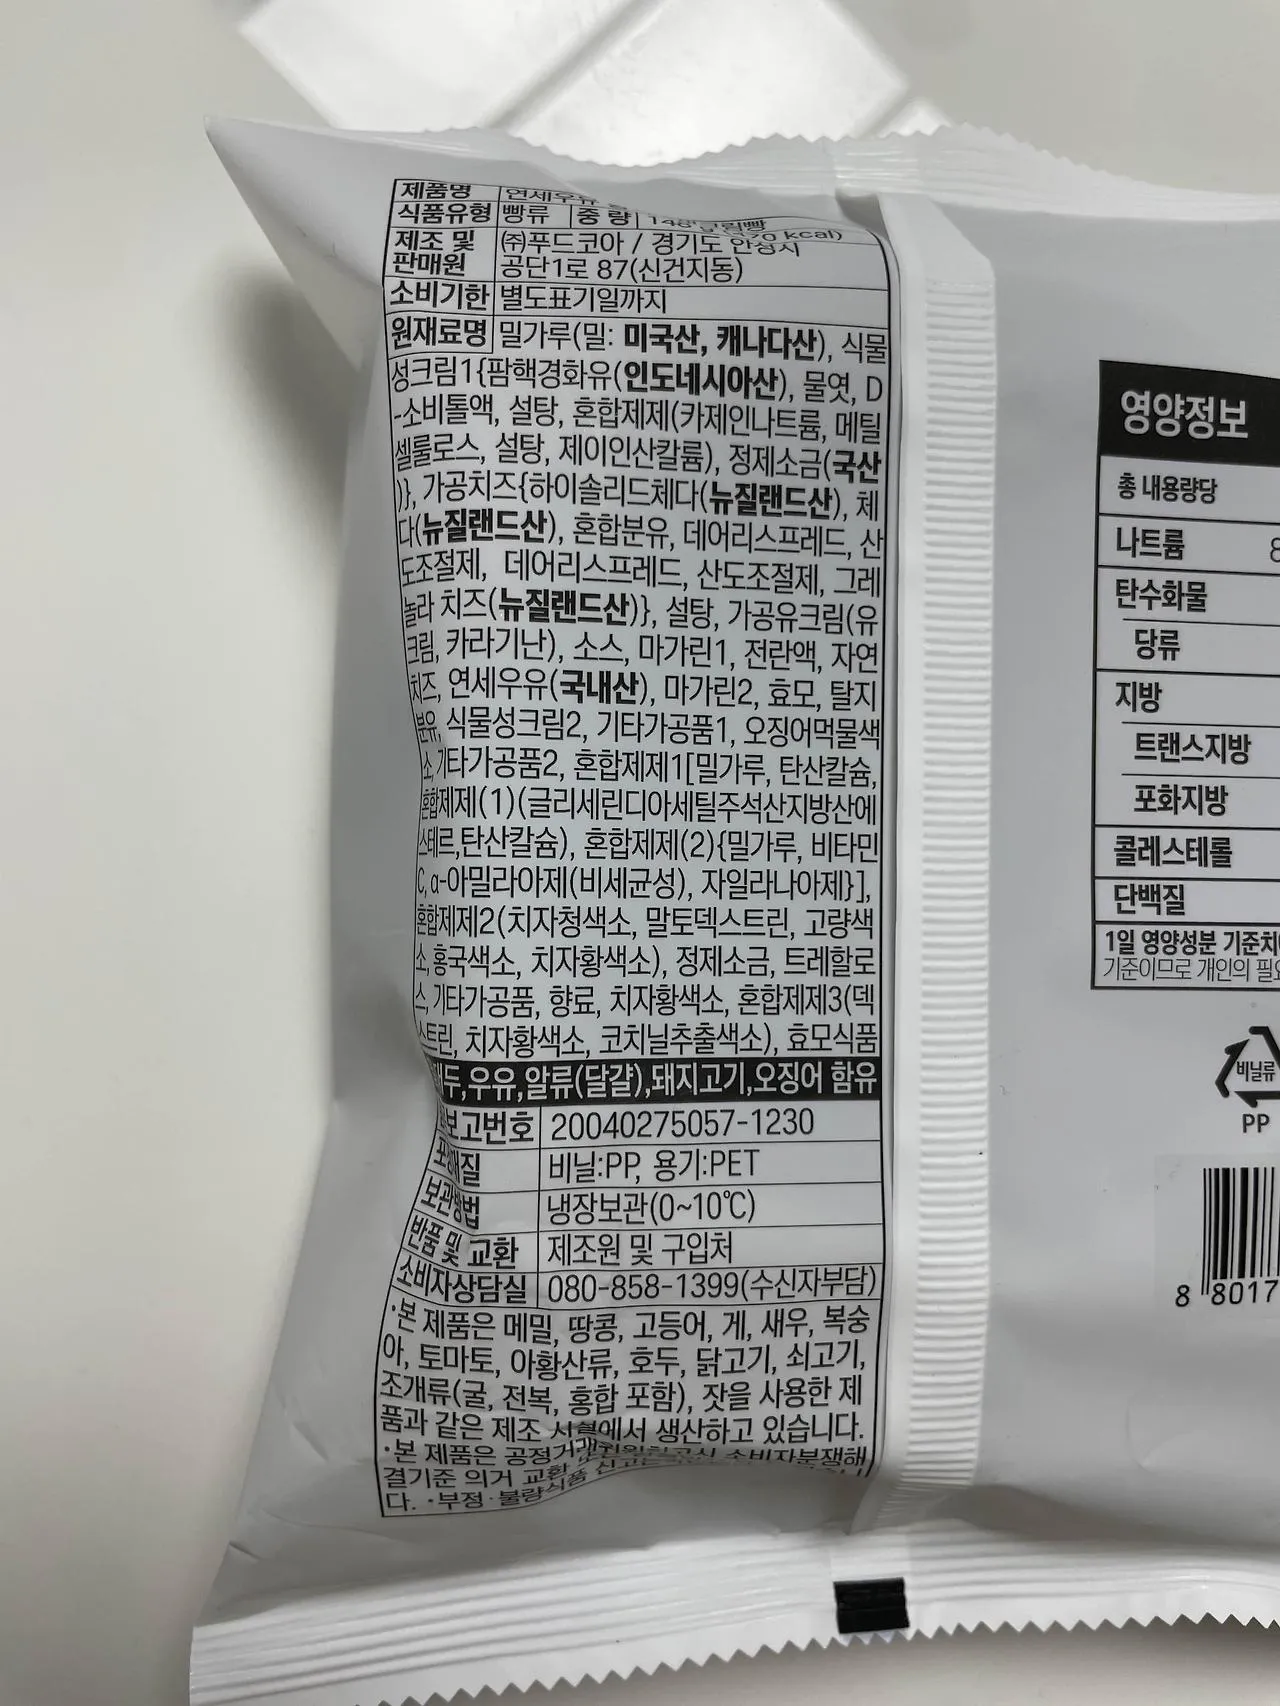 제품명 연세우유
식품유형 빵류 중량
제조 및 판매원 ㈜푸드코아 / 경기도 안성시
공단1로 87(신건지동)
소비기한 별도표기일까지
원재료명 밀가루(밀: 미국산, 캐나다산), 식물
성크림1{팜핵경화유(인도네시아산), 물엿, D
-소비톨액, 설탕, 혼합제제(카제인나트륨, 메틸
셀룰로스, 설탕, 제이인산칼륨), 정제소금(국산
)}, 가공치즈{하이솔리드체다(뉴질랜드산), 체
다(뉴질랜드산), 혼합분유, 데어리스프레드, 산
도조절제, 데어리스프레드, 산도조절제, 그레
놀라 치즈(뉴질랜드산)}, 설탕, 가공유크림(유
크림, 카라기난), 소스, 마가린1, 전란액, 자연
치즈, 연세우유(국내산), 마가린2, 효모, 탈지
분유, 식물성크림2, 기타가공품1, 오징어먹물색
소,기타가공품2, 혼합제제1[밀가루, 탄산칼슘,
혼합제제(1)(글리세린디아세틸주석산지방산에
스테르,탄산칼슘), 혼합제제(2){밀가루, 비타민
C, α-아밀라아제(비세균성), 자일라나아제}],
혼합제제2(치자청색소, 말토덱스트린, 고량색
소,홍국색소, 치자황색소), 정제소금, 트레할로
스,기타가공품, 향료, 치자황색소, 혼합제제3(덱
스트린, 치자황색소, 코치닐추출색소), 효모식품
우유,알류(달걀),돼지고기,오징어 함유
보고번호 20040275057-1230
비닐:PP, 용기:PET
보관방법 냉장보관(0~10℃)
반품 및 교환 제조원 및 구입처
소비자상담실 080-858-1399(수신자부담)
·본 제품은 메밀, 땅콩, 고등어, 게, 새우, 복숭
아, 토마토, 아황산류, 호두, 닭고기, 쇠고기,
조개류(굴, 전복, 홍합 포함), 잣을 사용한 제
품과 같은 제조 시설에서 생산하고 있습니다.
·본 제품은 소비자분쟁해
결기준 의거 교환
다. ·부정·불량식품
영양정보
총 내용량당
나트륨
탄수화물
당류
지방
트랜스지방
포화지방
콜레스테롤
단백질
1일 영양성분
기준이므로 개인의
비닐류
PP
8 8017